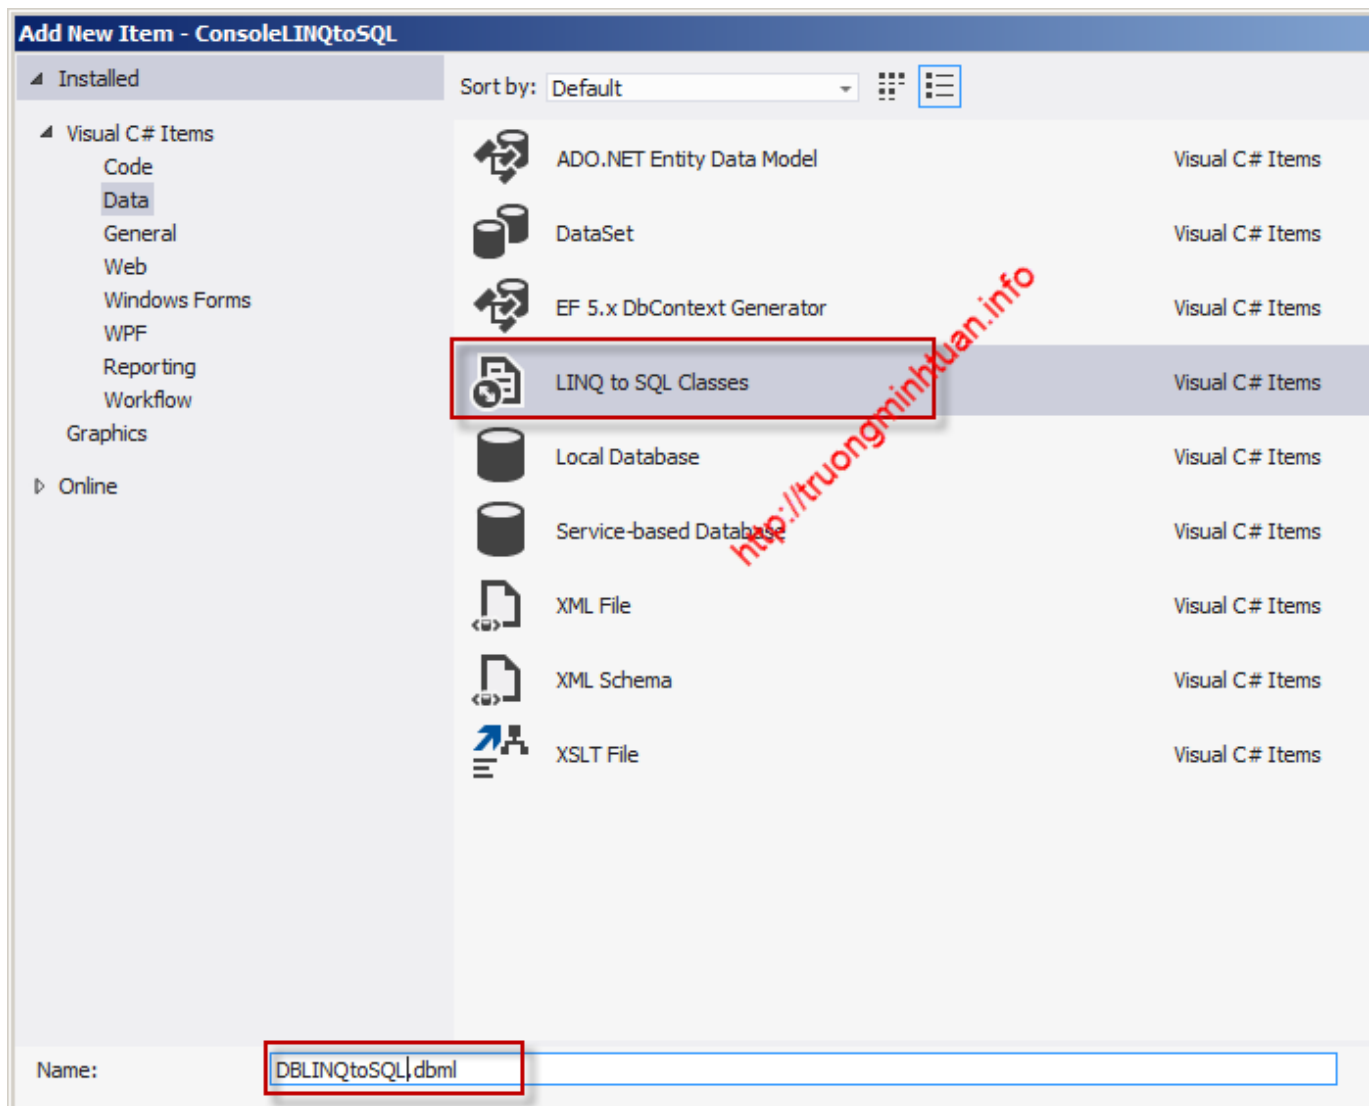 Add New Item - ConsoleLINQtoSQL
Installed
Visual C# Items
Code
Data
General
Web
Windows Forms
WPF
Reporting
Workflow
Graphics
Online
Sort by: Default
ADO.NET Entity Data Model Visual C# Items
DataSet Visual C# Items
EF 5.x DbContext Generator Visual C# Items
LINQ to SQL Classes Visual C# Items
Local Database Visual C# Items
Service-based Database Visual C# Items
XML File Visual C# Items
XML Schema Visual C# Items
XSLT File Visual C# Items
http://truongminhtuan.info
Name: DBLINQtoSQL.dbml